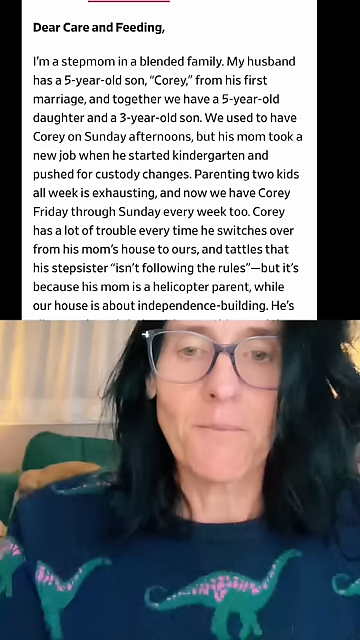 Dear Care and Feeding,
I'm a stepmom in a blended family. My husband
has a 5-year-old son, “Corey,” from his first
marriage, and together we have a 5-year-old
daughter and a 3-year-old son. We used to have
Corey on Sunday afternoons, but his mom took a
new job when he started kindergarten and
pushed for custody changes. Parenting two kids
all week is exhausting, and now we have Corey
Friday through Sunday every week too. Corey
has a lot of trouble every time he switches over
from his mom's house to ours, and tattles that
his stepsister “isn't following the rules”—but it's
because his mom is a helicopter parent, while
our house is about independence-building. He's